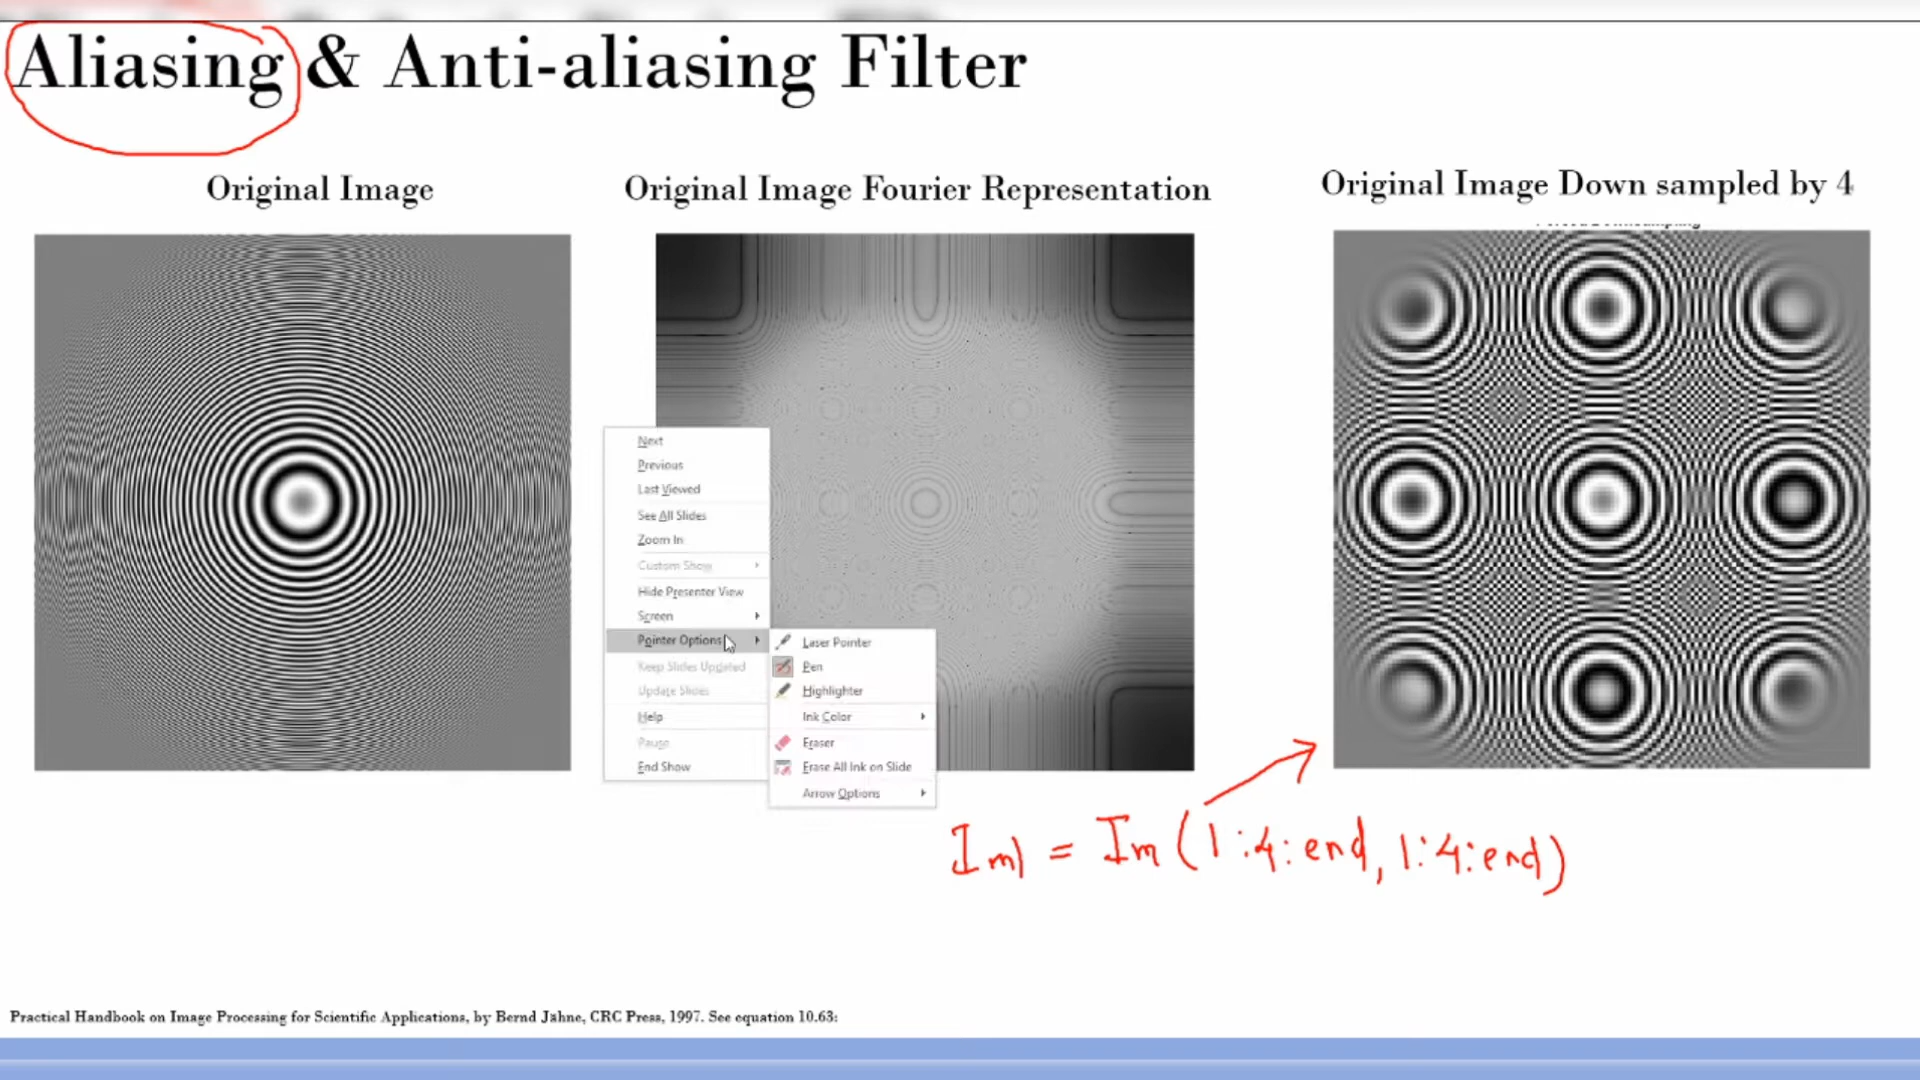 Aliasing & Anti-aliasing Filter
Original Image
Original Image Fourier Representation
Original Image Down sampled by 4
Next
Previous
Last Viewed
See All Slides
Zoom In
Custom Show
Hide Presenter View
Screen
Pointer Options
Keep Slides Updated
Update Slides
Help
Pause
End Show
Laser Pointer
Pen
Highlighter
Ink Color
Eraser
Erase All Ink on Slide
Arrow Options
Im1 = Im(1:4:end, 1:4:end)
Practical Handbook on Image Processing for Scientific Applications, by Bernd Jahne, CRC Press, 1997. See equation 10.63: